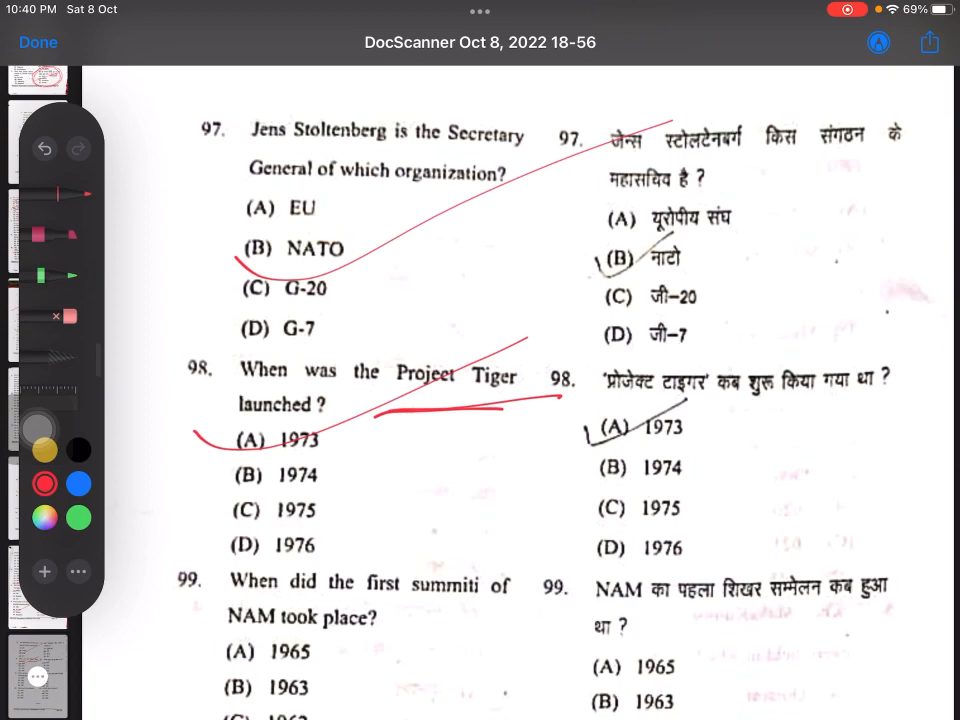 10:40 PM Sat 8 Oct
69%
Done
DocScanner Oct 8, 2022 18-56
97. Jens Stoltenberg is the Secretary
General of which organization?
(A) EU
(B) NATO
(C) G-20
(D) G-7
98. When was the Project Tiger
launched ?
(A) 1973
(B) 1974
(C) 1975
(D) 1976
99. When did the first summiti of
NAM took place?
(A) 1965
(B) 1963
97. जेन्स स्टोलटेनबर्ग किस संगठन के
महासचिव है ?
(A) यूरोपीय संघ
(B) नाटो
(C) जी–20
(D) जी–7
98. 'प्रोजेक्ट टाइगर' कब शुरू किया गया था ?
(A) 1973
(B) 1974
(C) 1975
(D) 1976
99. NAM का पहला शिखर सम्मेलन कब हुआ
था ?
(A) 1965
(B) 1963